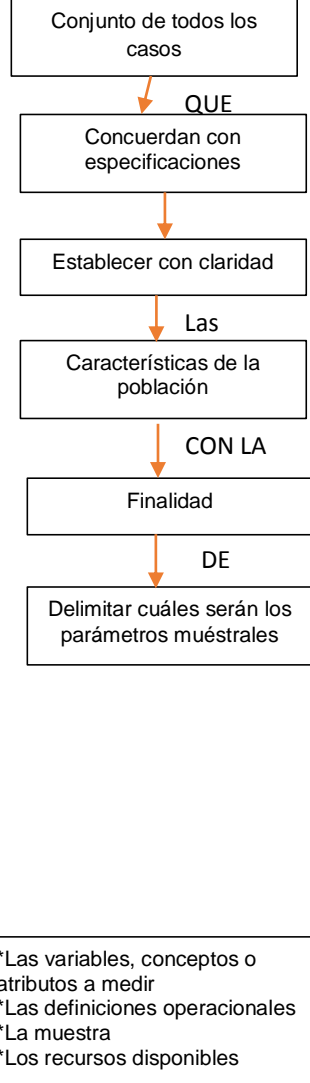 Conjunto de todos los
casos
QUE
Concuerdan con
especificaciones
Establecer con claridad
Las
Características de la
población
CON LA
Finalidad
DE
Delimitar cuáles serán los
parámetros muéstrales
*Las variables, conceptos o
atributos a medir
*Las definiciones operacionales
*La muestra
*Los recursos disponibles